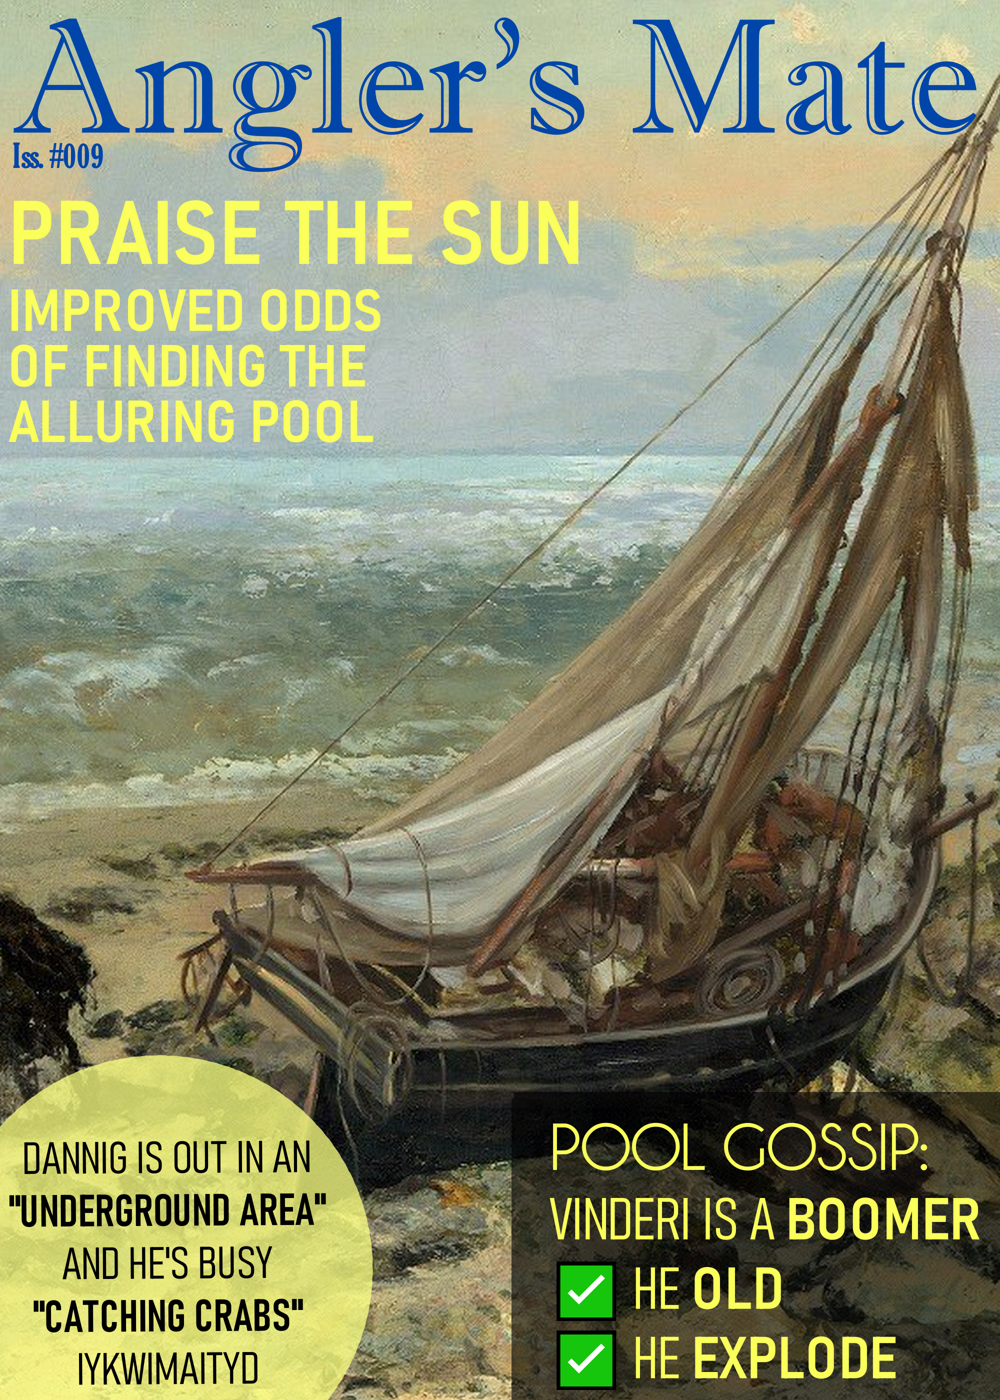 Angler's Mate
Iss. #009
PRAISE THE SUN
IMPROVED ODDS
OF FINDING THE
ALLURING POOL
DANNIG IS OUT IN AN
"UNDERGROUND AREA"
AND HE'S BUSY
"CATCHING CRABS"
IYKWIMAITYD
POOL GOSSIP:
VINDERI IS A BOOMER
HE OLD
HE EXPLODE